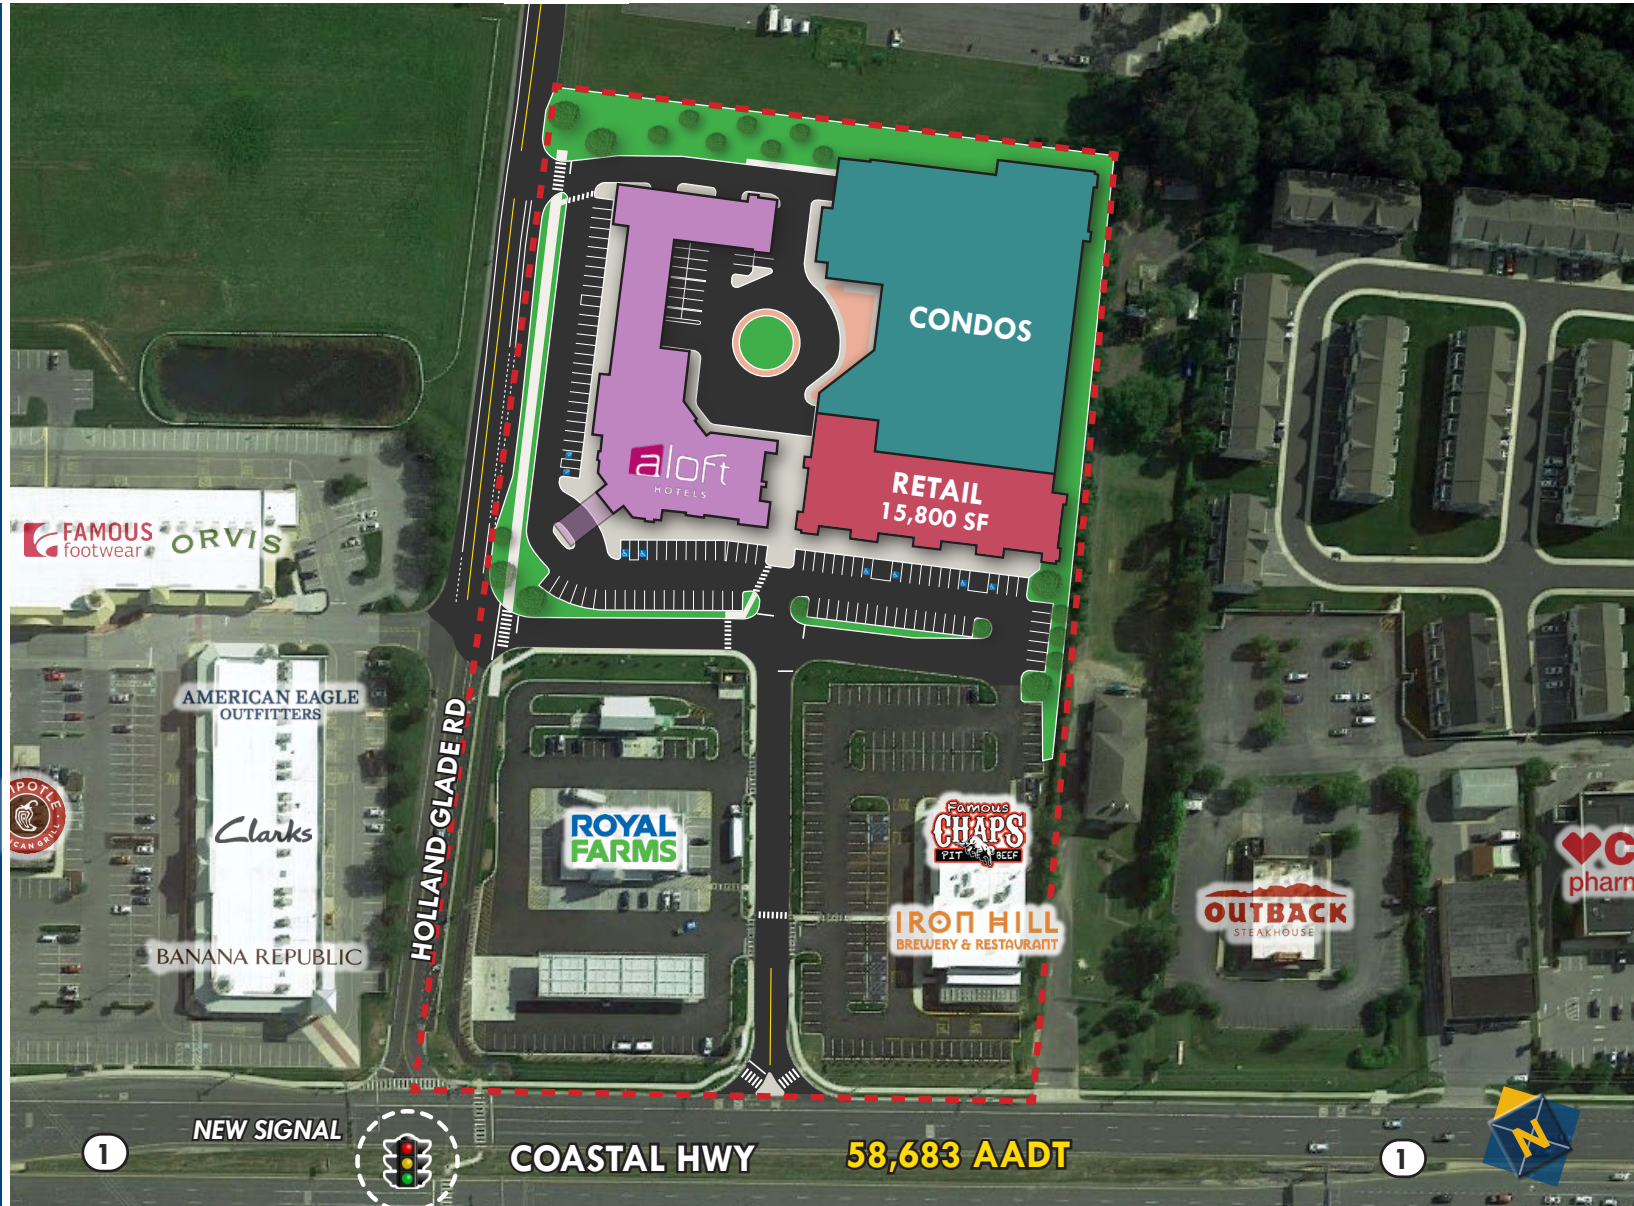 CONDOS
aloft
HOTELS
RETAIL
15,800 SF
FAMOUS
footwear
ORVIS
AMERICAN EAGLE
OUTFITTERS
HOLLAND GLADE RD
Clarks
BANANA REPUBLIC
ROYAL
FARMS
FAMOUS
CHAPS
PIT BEEF
IRON HILL
BREWERY & RESTAURANT
OUTBACK
STEAKHOUSE
NEW SIGNAL
1
COASTAL HWY
58,683 AADT
1
N